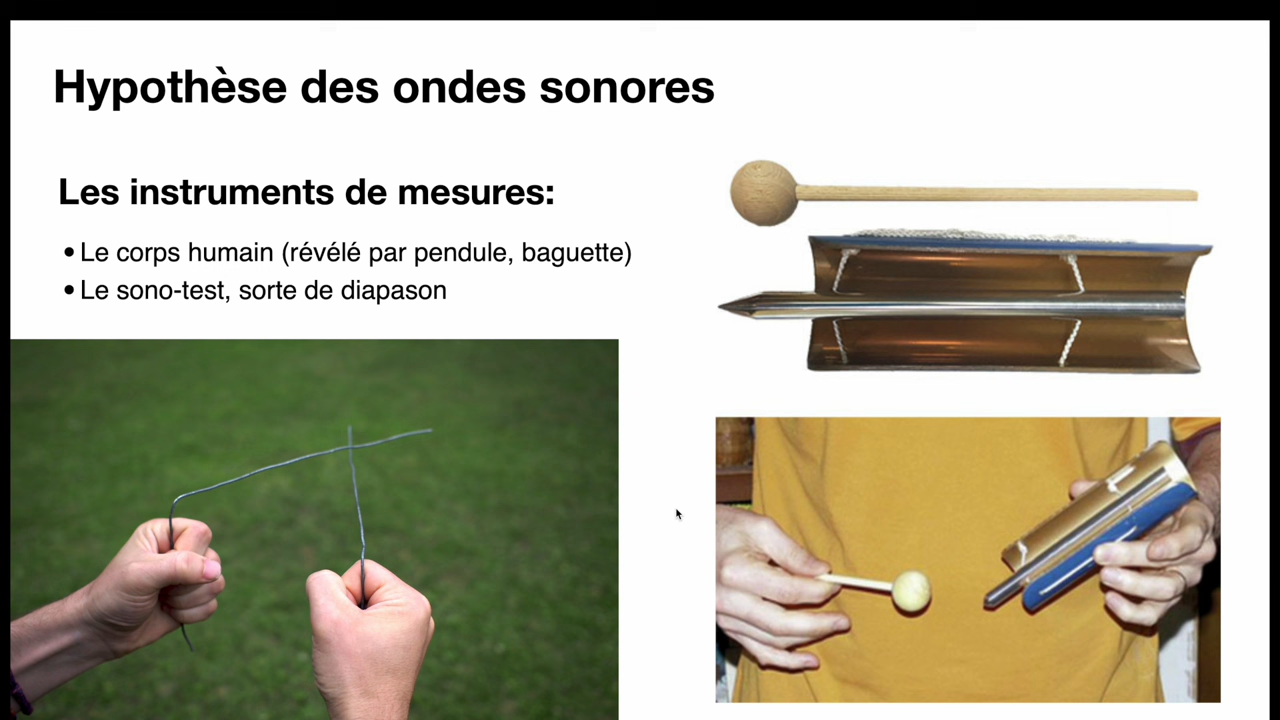 Hypothèse des ondes sonores
Les instruments de mesures:
•Le corps humain (révélé par pendule, baguette)
•Le sono-test, sorte de diapason